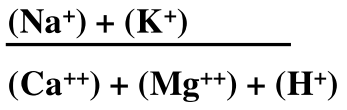 (Na⁺) + (K⁺)
(Ca⁺⁺) + (Mg⁺⁺) + (H⁺)